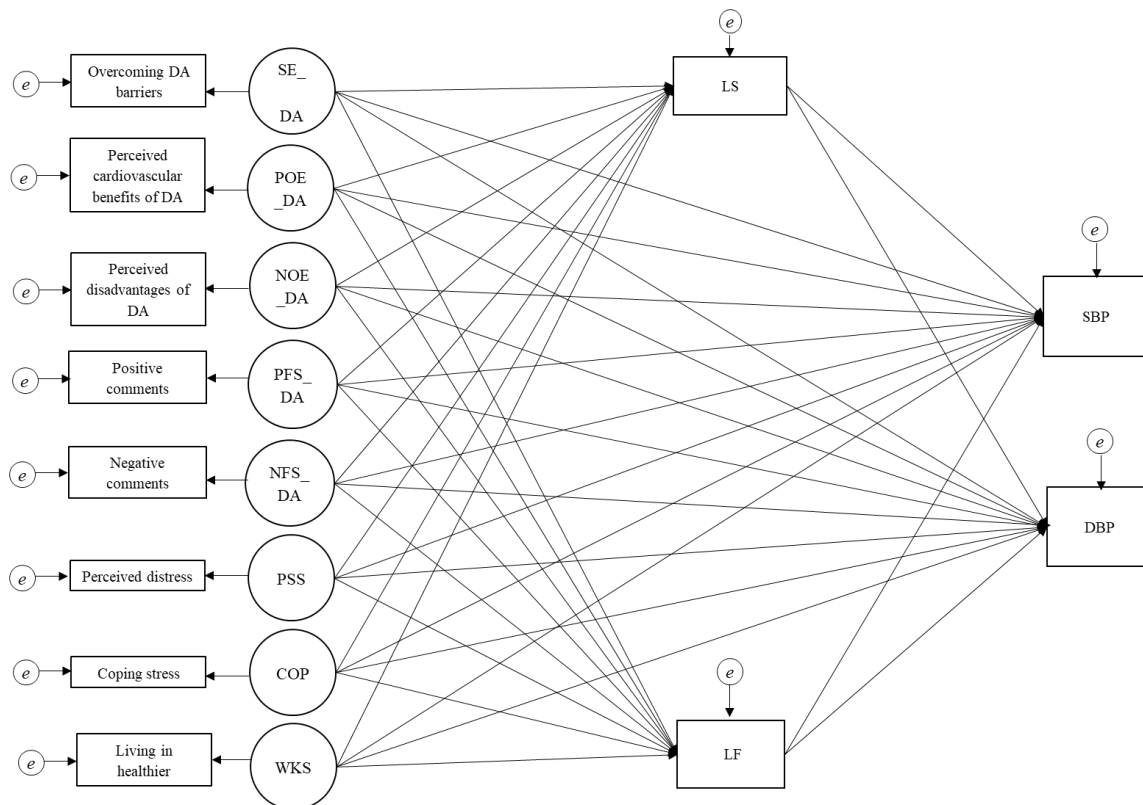 e
Overcoming DA
barriers
SE_
DA
e
LS
e
Perceived
cardiovascular
benefits of DA
POE
_DA
e
Perceived
disadvantages of
DA
NOE
_DA
e
SBP
e
Positive
comments
PFS_
DA
e
Negative
comments
NFS_
DA
e
DBP
e
Perceived distress
PSS
e
Coping stress
COP
e
Living in
healthier
WKS
e
LF